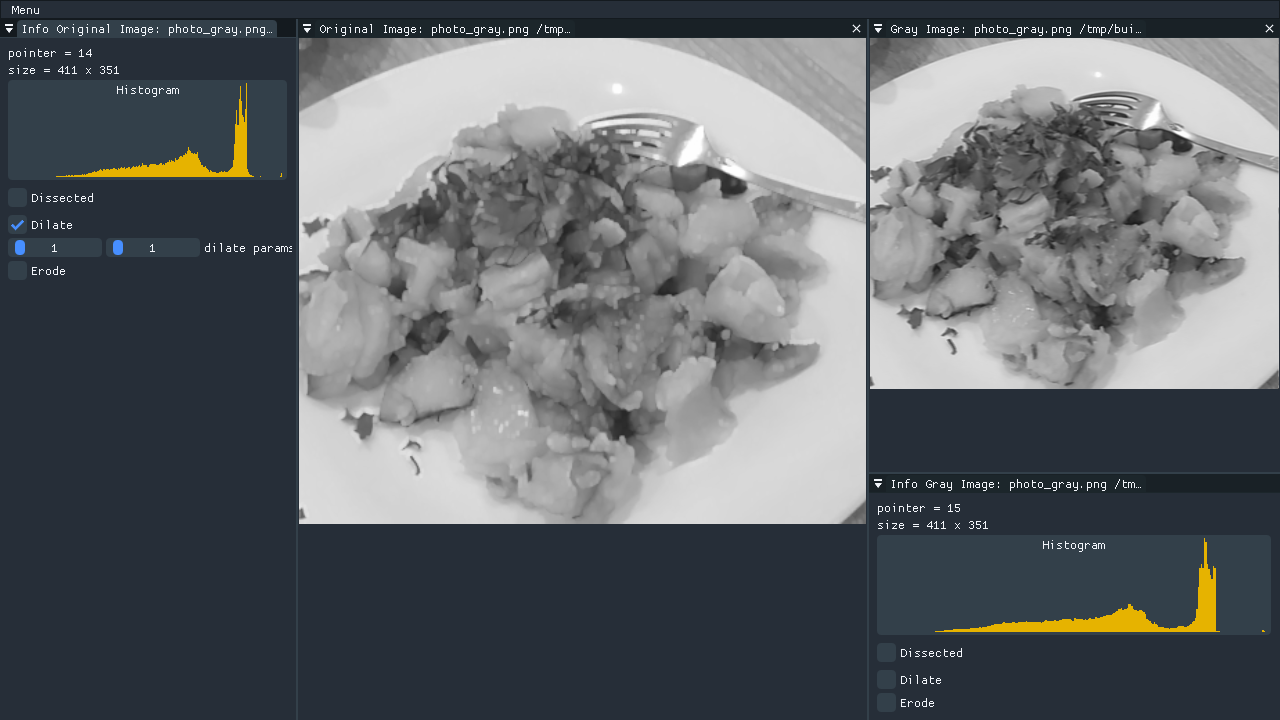 Menu
Info Original Image: photo_gray.png…
pointer = 14
size = 411 x 351
Histogram
Dissected
Dilate
1 1 dilate params
Erode
Original Image: photo_gray.png /tmp…
Gray Image: photo_gray.png /tmp/bui…
Info Gray Image: photo_gray.png /tm…
pointer = 15
size = 411 x 351
Histogram
Dissected
Dilate
Erode